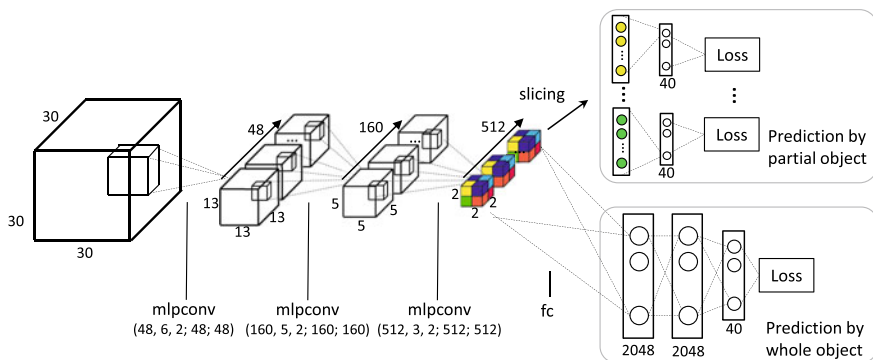 30
30
30
mlpconv
(48, 6, 2; 48; 48)
48
...
13
13
13
mlpconv
(160, 5, 2; 160; 160)
160
...
5
5
5
mlpconv
(512, 3, 2; 512; 512)
512
...
2
2
2
slicing
fc
40
Loss
40
Loss
Prediction by
partial object
2048
2048
40
Loss
Prediction by
whole object